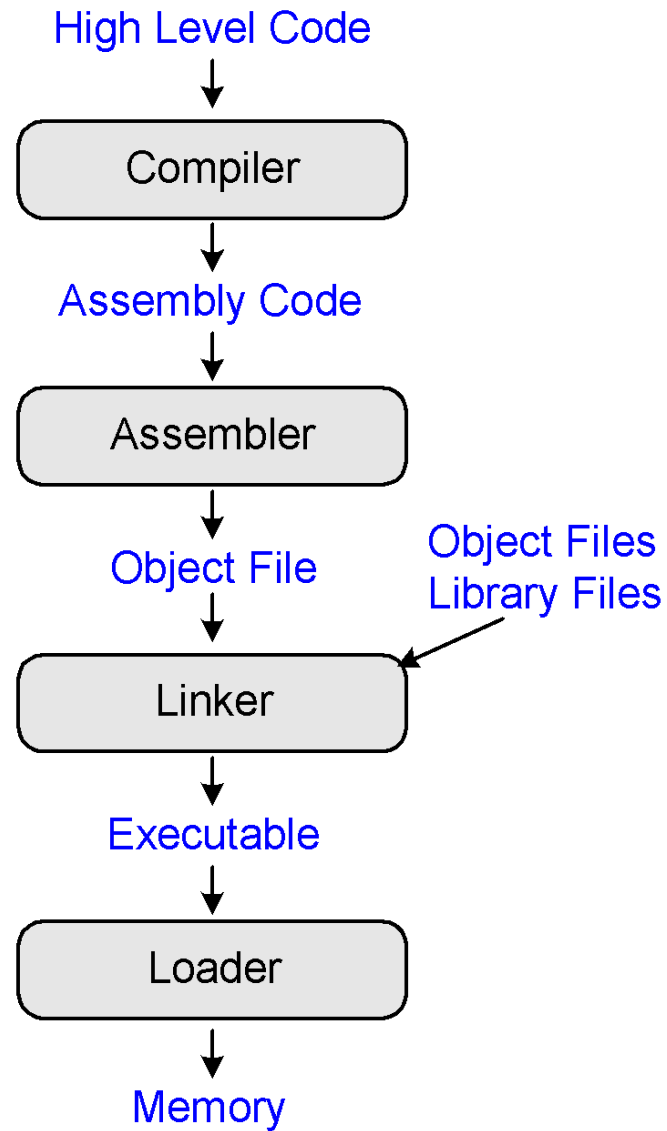 High Level Code
Compiler
Assembly Code
Assembler
Object File
Object Files
Library Files
Linker
Executable
Loader
Memory